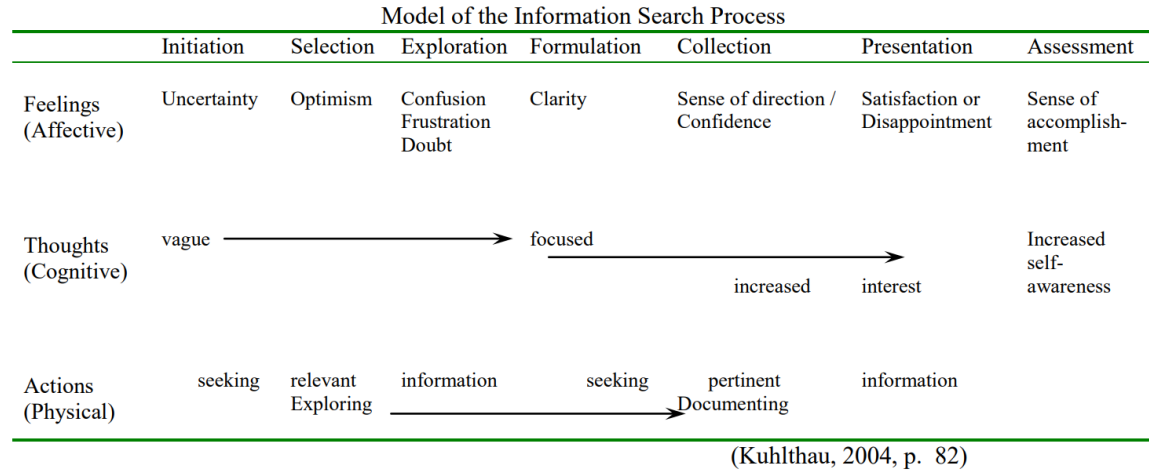 Model of the Information Search Process
Initiation Selection Exploration Formulation Collection Presentation Assessment
Feelings (Affective) Uncertainty Optimism Confusion Frustration Doubt Clarity Sense of direction / Confidence Satisfaction or Disappointment Sense of accomplish-ment
Thoughts (Cognitive) vague focused increased interest Increased self-awareness
Actions (Physical) seeking relevant information seeking pertinent information
Exploring Documenting
(Kuhlthau, 2004, p. 82)